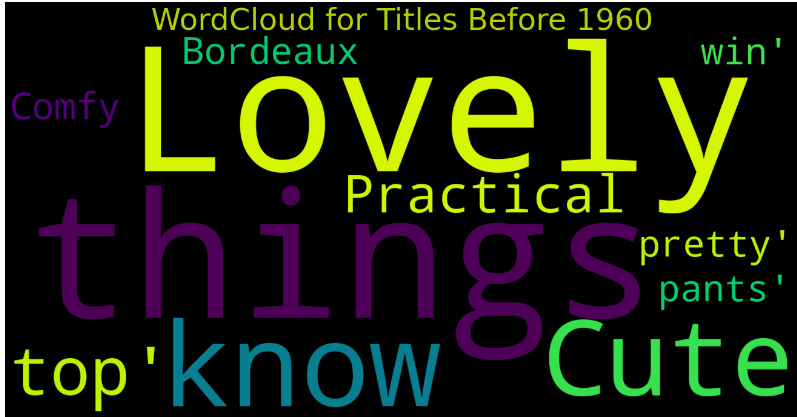 WordCloud for Titles Before 1960
Bordeaux
win'
Comfy
Lovely
Practical
things
pretty'
pants'
top'
know
Cute